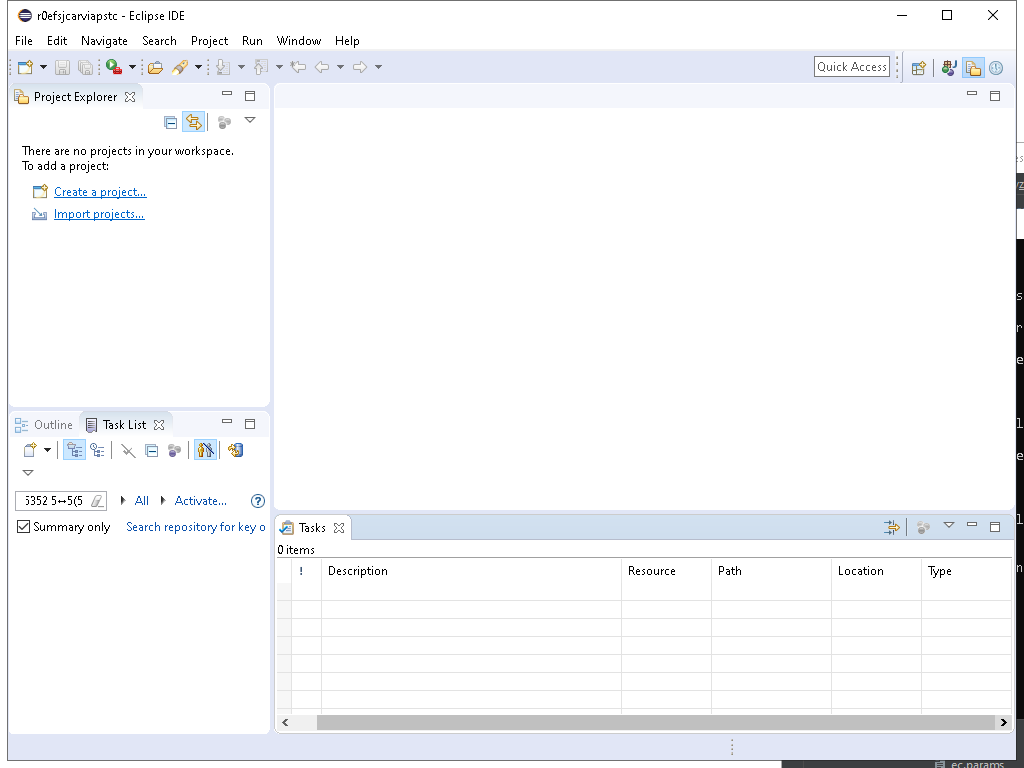 r0efsjcarviapstc - Eclipse IDE
File Edit Navigate Search Project Run Window Help
Quick Access
Project Explorer
There are no projects in your workspace.
To add a project:
Create a project...
Import projects...
Outline Task List
5352 5↔5(5 All Activate...
Summary only Search repository for key o
Tasks
0 items
! Description Resource Path Location Type
ec.params